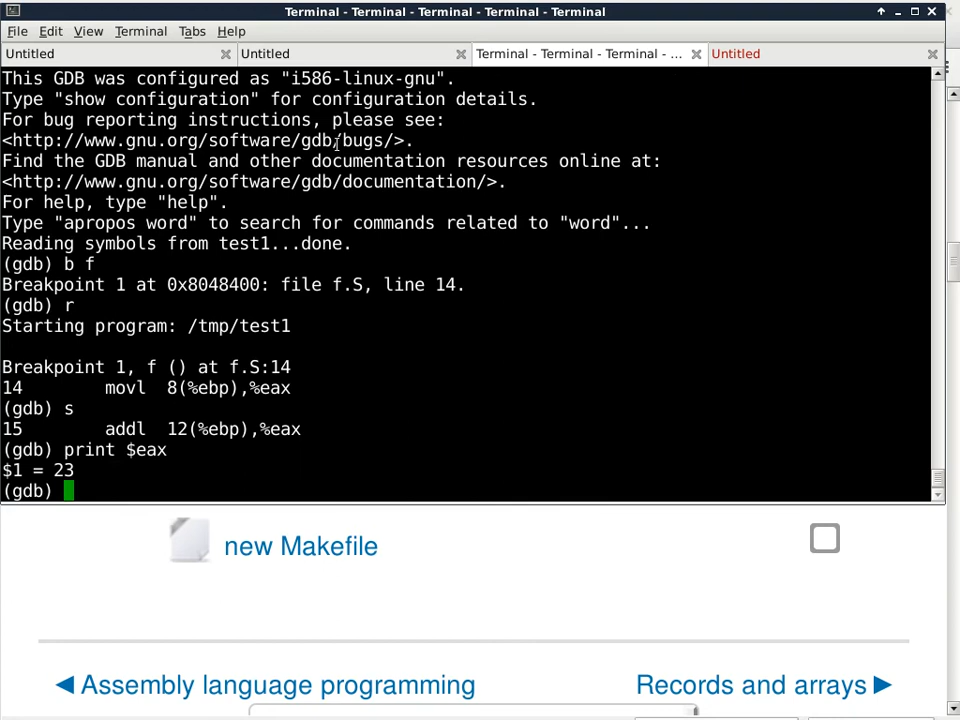 Terminal - Terminal - Terminal - Terminal - Terminal
File Edit View Terminal Tabs Help
Untitled Untitled Terminal - Terminal - Terminal - ... Untitled
This GDB was configured as "i586-linux-gnu".
Type "show configuration" for configuration details.
For bug reporting instructions, please see:
<http://www.gnu.org/software/gdb/bugs/>.
Find the GDB manual and other documentation resources online at:
<http://www.gnu.org/software/gdb/documentation/>.
For help, type "help".
Type "apropos word" to search for commands related to "word"...
Reading symbols from test1...done.
(gdb) b f
Breakpoint 1 at 0x8048400: file f.S, line 14.
(gdb) r
Starting program: /tmp/test1
Breakpoint 1, f () at f.S:14
14 movl 8(%ebp),%eax
(gdb) s
15 addl 12(%ebp),%eax
(gdb) print $eax
$1 = 23
(gdb)
new Makefile
◀ Assembly language programming
Records and arrays ▶